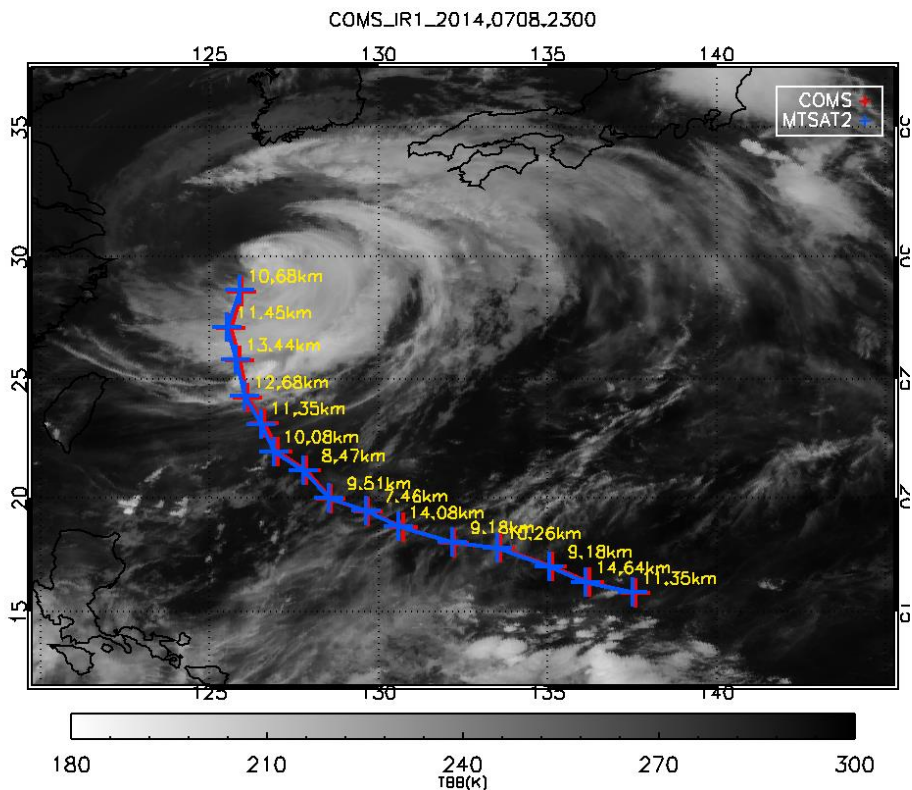 COMS_IR1_2014.0708.2300
125 130 135 140
COMS
MTSAT2
35
30
25
20
15
10.68km
11.45km
13.44km
12.68km
11.35km
10.08km
8.47km
9.51km
7.46km
14.08km
9.18km
10.26km
9.18km
14.64km
11.35km
125 130 135 140
180 210 240 270 300
TBB(K)